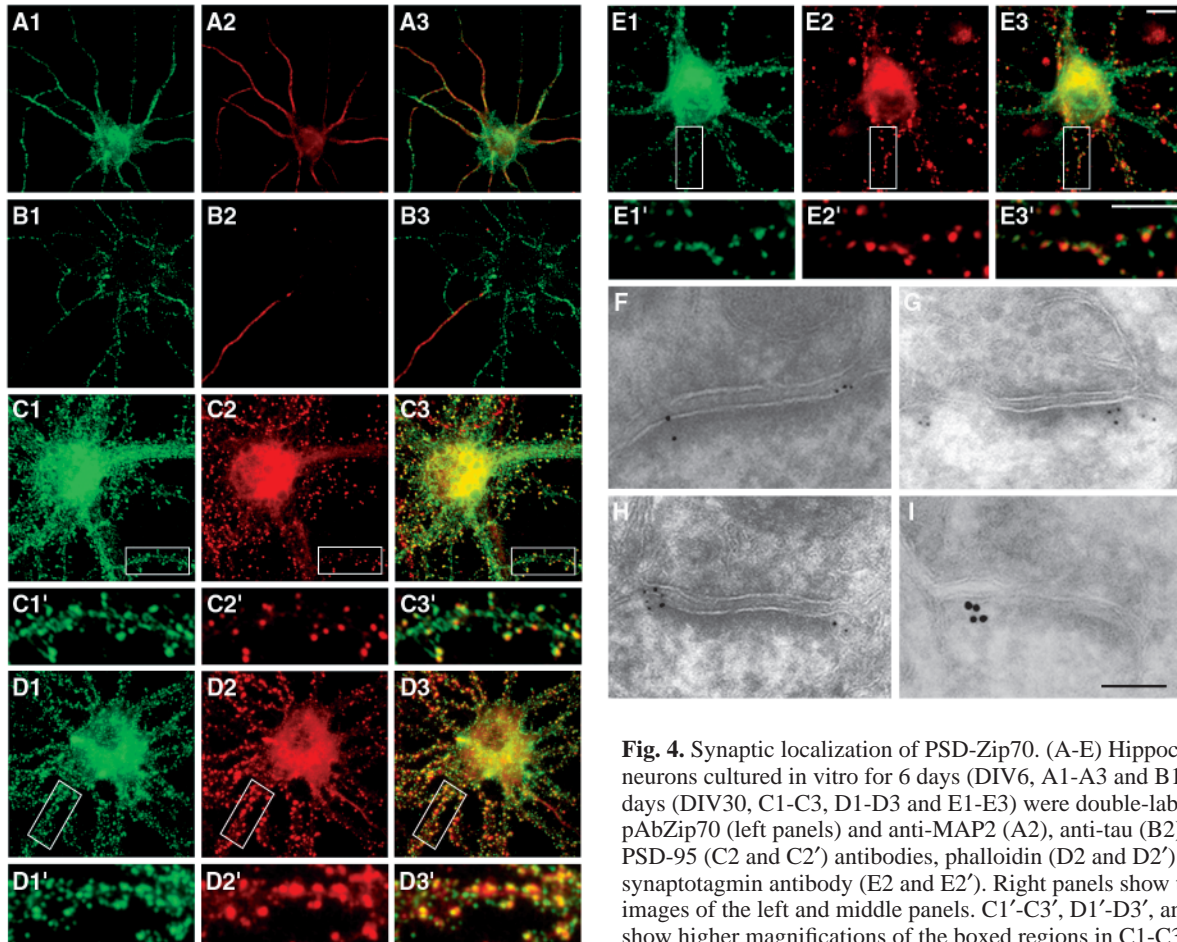 A1 A2 A3
B1 B2 B3
C1 C2 C3
C1' C2' C3'
D1 D2 D3
D1' D2' D3'
E1 E2 E3
E1' E2' E3'
F G
H I
Fig. 4. Synaptic localization of PSD-Zip70. (A-E) Hippoc
neurons cultured in vitro for 6 days (DIV6, A1-A3 and B1
days (DIV30, C1-C3, D1-D3 and E1-E3) were double-lab
pAbZip70 (left panels) and anti-MAP2 (A2), anti-tau (B2)
PSD-95 (C2 and C2′) antibodies, phalloidin (D2 and D2′)
synaptotagmin antibody (E2 and E2′). Right panels show
images of the left and middle panels. C1′-C3′, D1′-D3′, an
show higher magnifications of the boxed regions in C1-C3